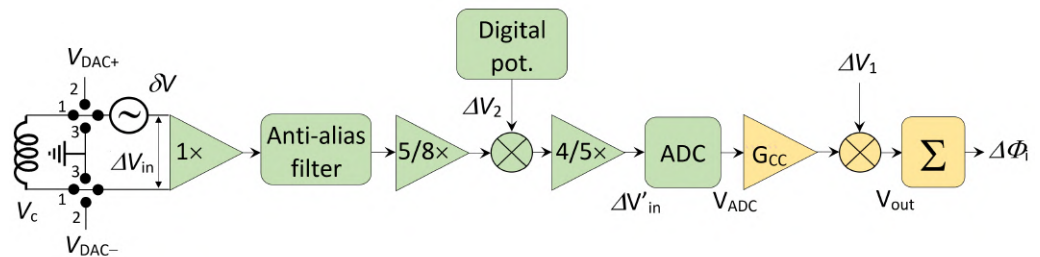 V_DAC+
2
1
3
3
1
2
V_c
V_DAC−
δV
ΔV_in
1×
Anti-alias
filter
5/8×
Digital
pot.
ΔV_2
4/5×
ΔV'_in
ADC
V_ADC
G_CC
ΔV_1
V_out
Σ
ΔΦ_i